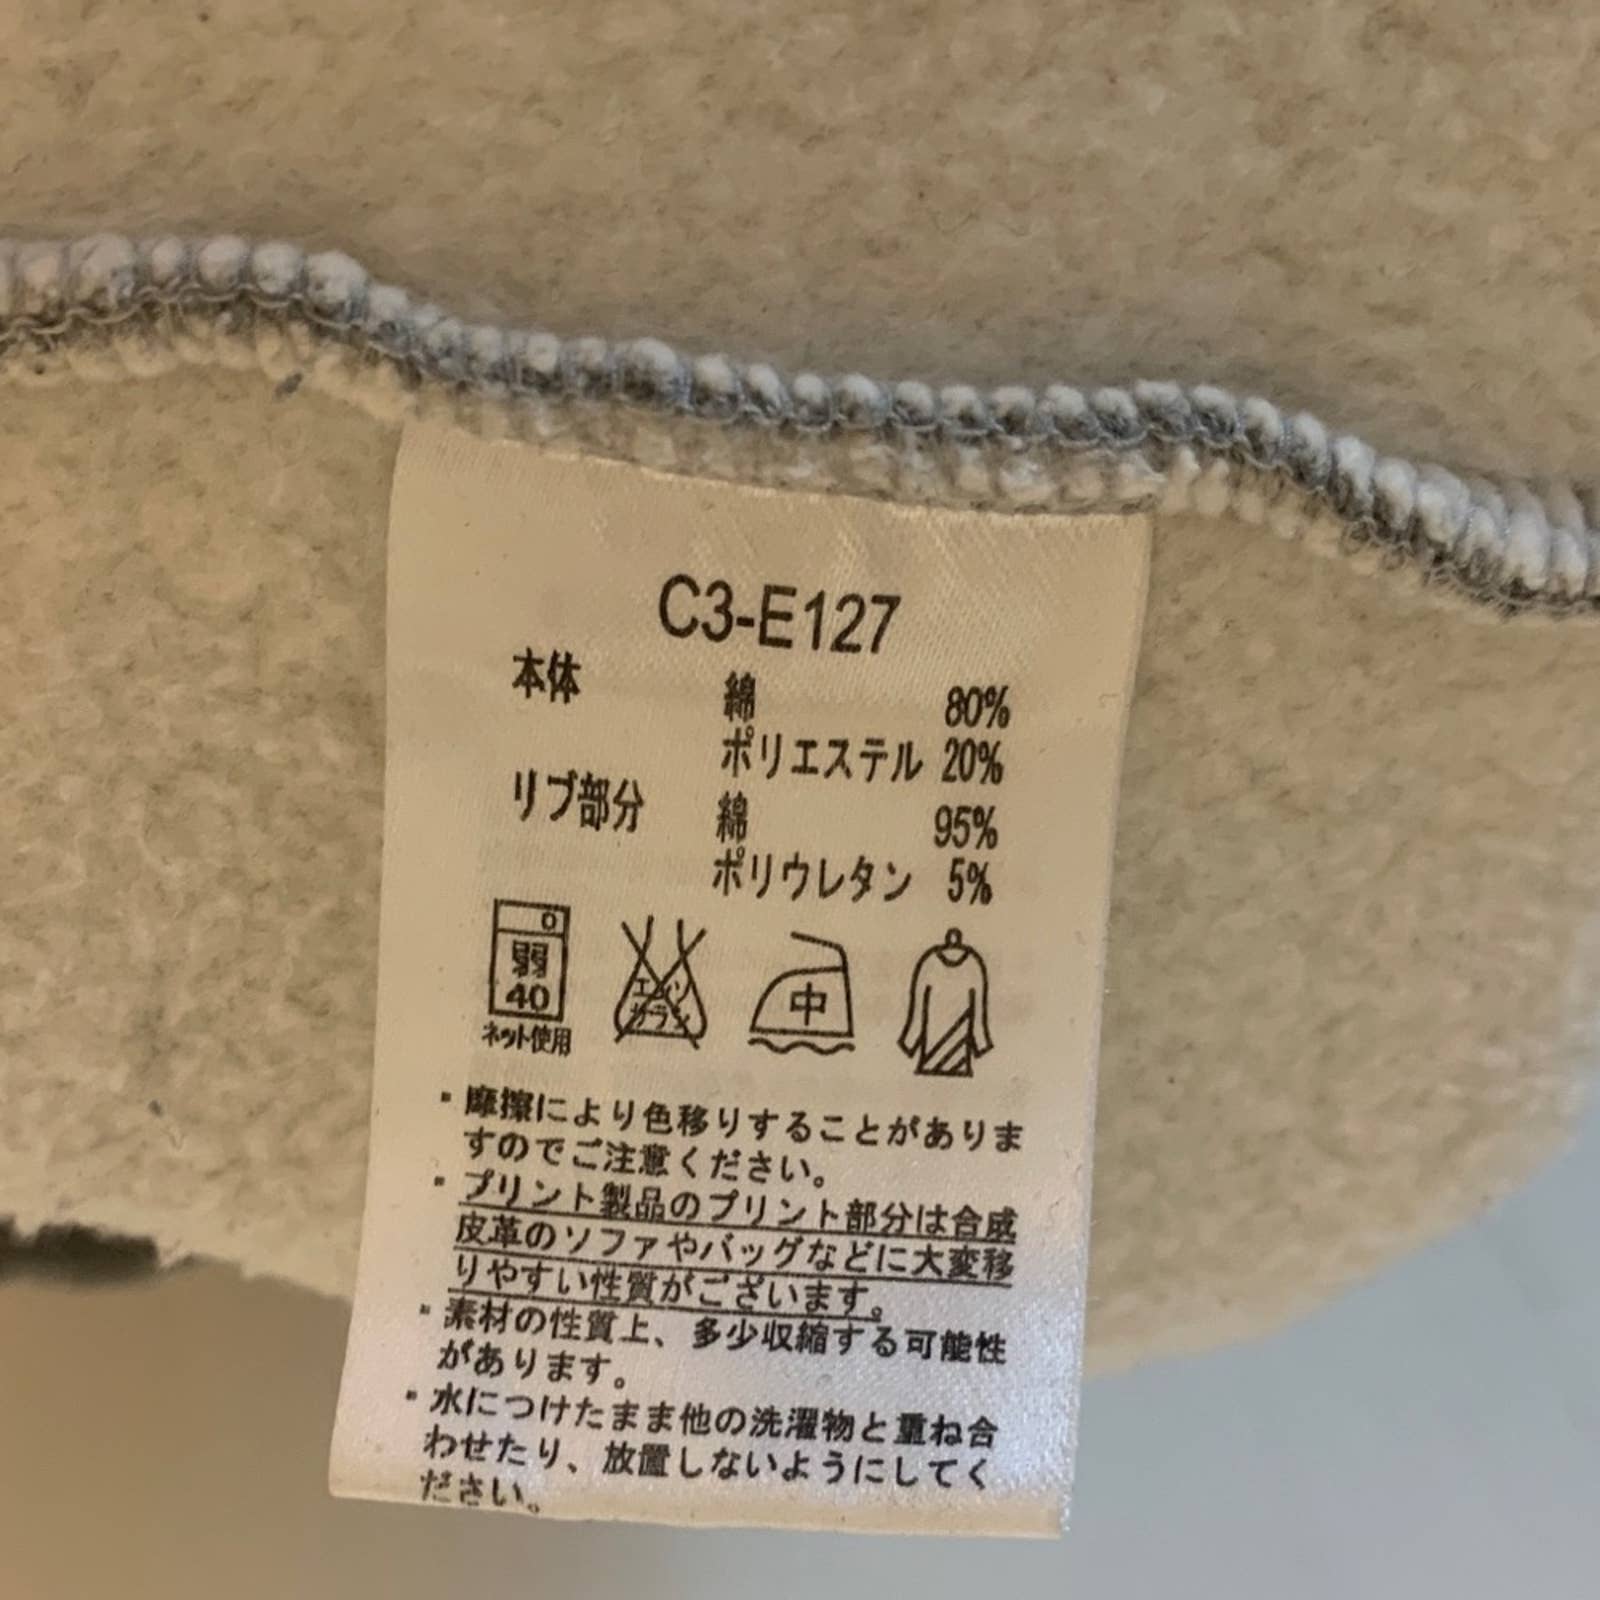 C3-E127
本体 綿 80%
ポリエステル 20%
リブ部分 綿 95%
ポリウレタン 5%
弱
40
ネット使用
エンソ
カラサ
中
・摩擦により色移りすることがありま
すのでご注意ください。
・プリント製品のプリント部分は合成
皮革のソファやバッグなどに大変移
りやすい性質がございます。
・素材の性質上、多少収縮する可能性
があります。
・水につけたまま他の洗濯物と重ね合
わせたり、放置しないようにしてく
ださい。